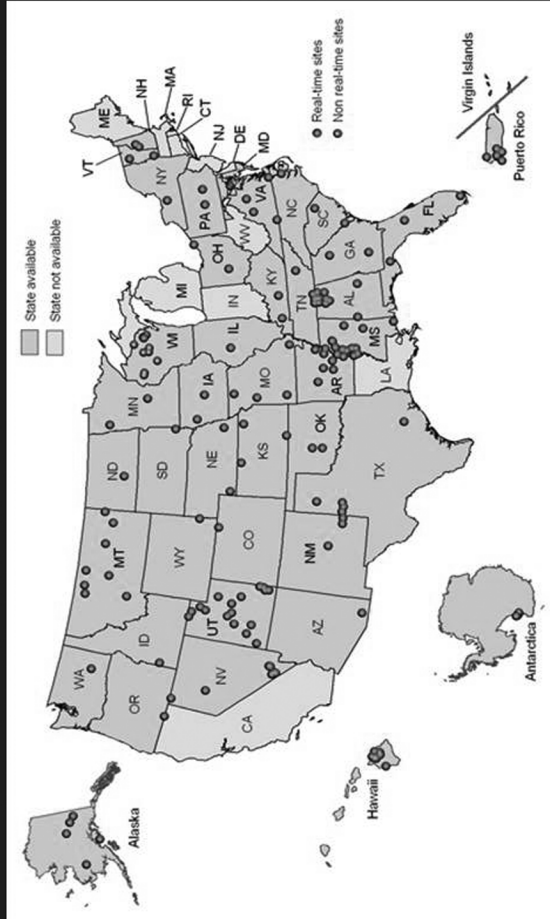 State available
State not available
Real-time sites
Non real-time sites
WA
OR
CA
ID
NV
MT
WY
UT
AZ
CO
NM
ND
SD
NE
KS
OK
TX
MN
IA
MO
AR
LA
WI
IL
MI
IN
OH
KY
TN
MS
AL
GA
FL
SC
NC
VA
WV
PA
NY
VT
ME
NH
MA
RI
CT
NJ
DE
MD
Alaska
Hawaii
Antarctica
Puerto Rico
Virgin Islands